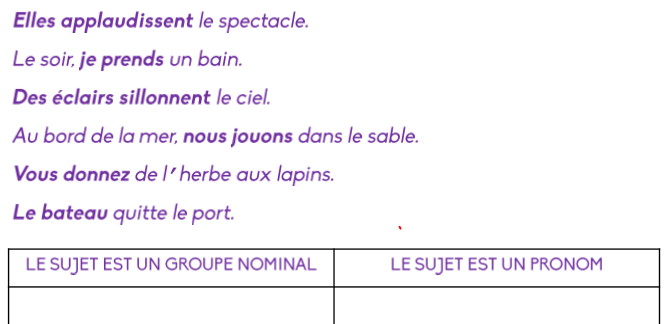 Elles applaudissent le spectacle.
Le soir, je prends un bain.
Des éclairs sillonnent le ciel.
Au bord de la mer, nous jouons dans le sable.
Vous donnez de l'herbe aux lapins.
Le bateau quitte le port.
LE SUJET EST UN GROUPE NOMINAL
LE SUJET EST UN PRONOM